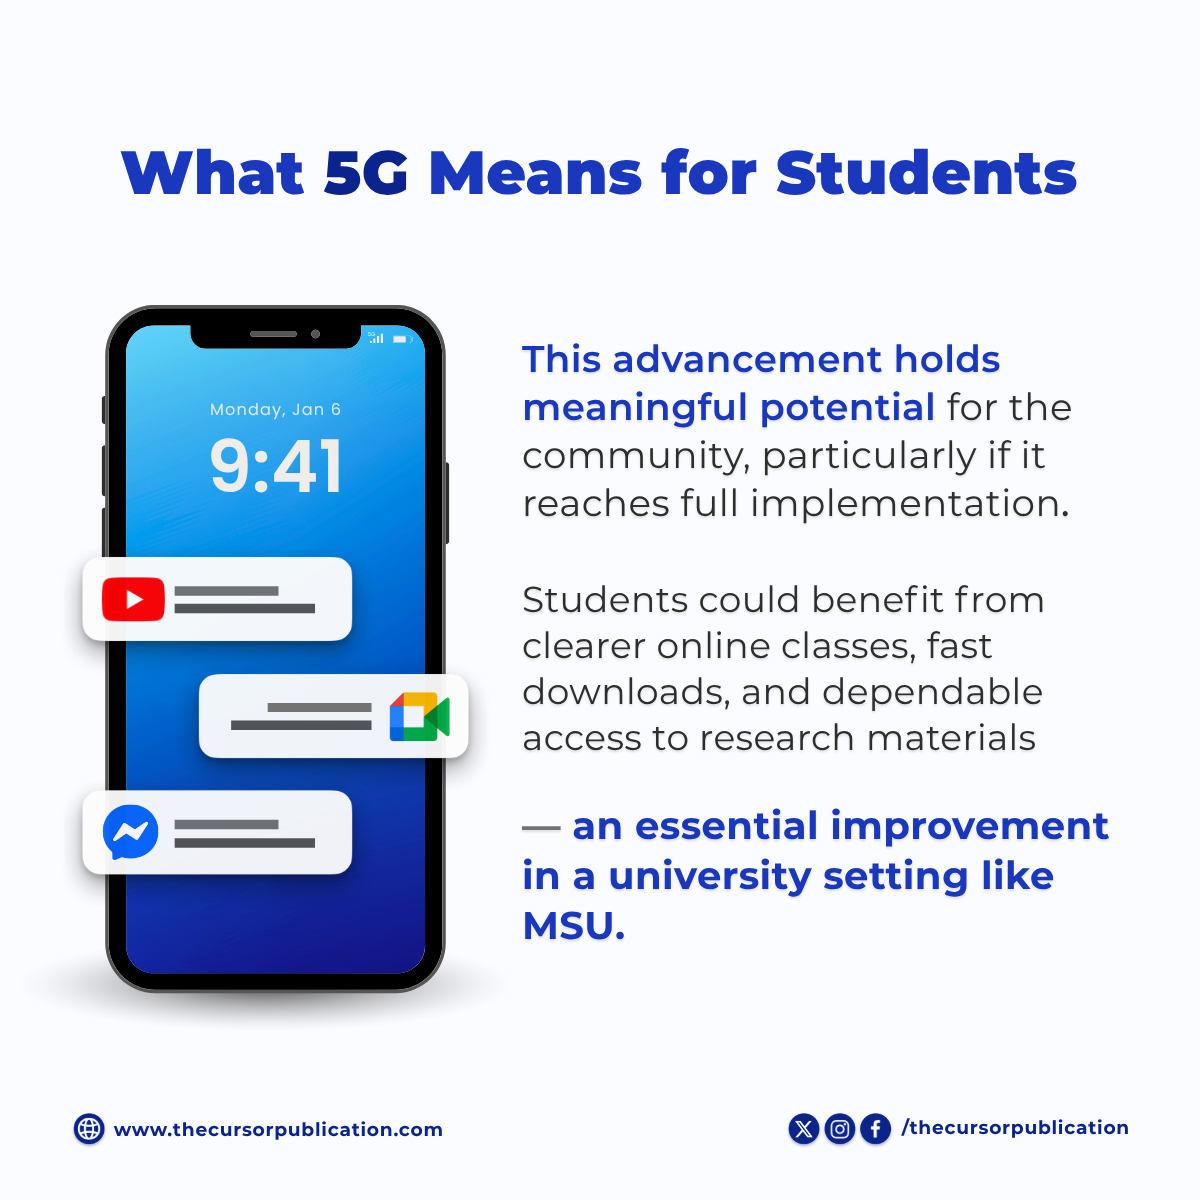 What 5G Means for Students
5G
Monday, Jan 6
9:41
This advancement holds
meaningful potential for the
community, particularly if it
reaches full implementation.
Students could benefit from
clearer online classes, fast
downloads, and dependable
access to research materials
— an essential improvement
in a university setting like
MSU.
www.thecursorpublication.com
/thecursorpublication